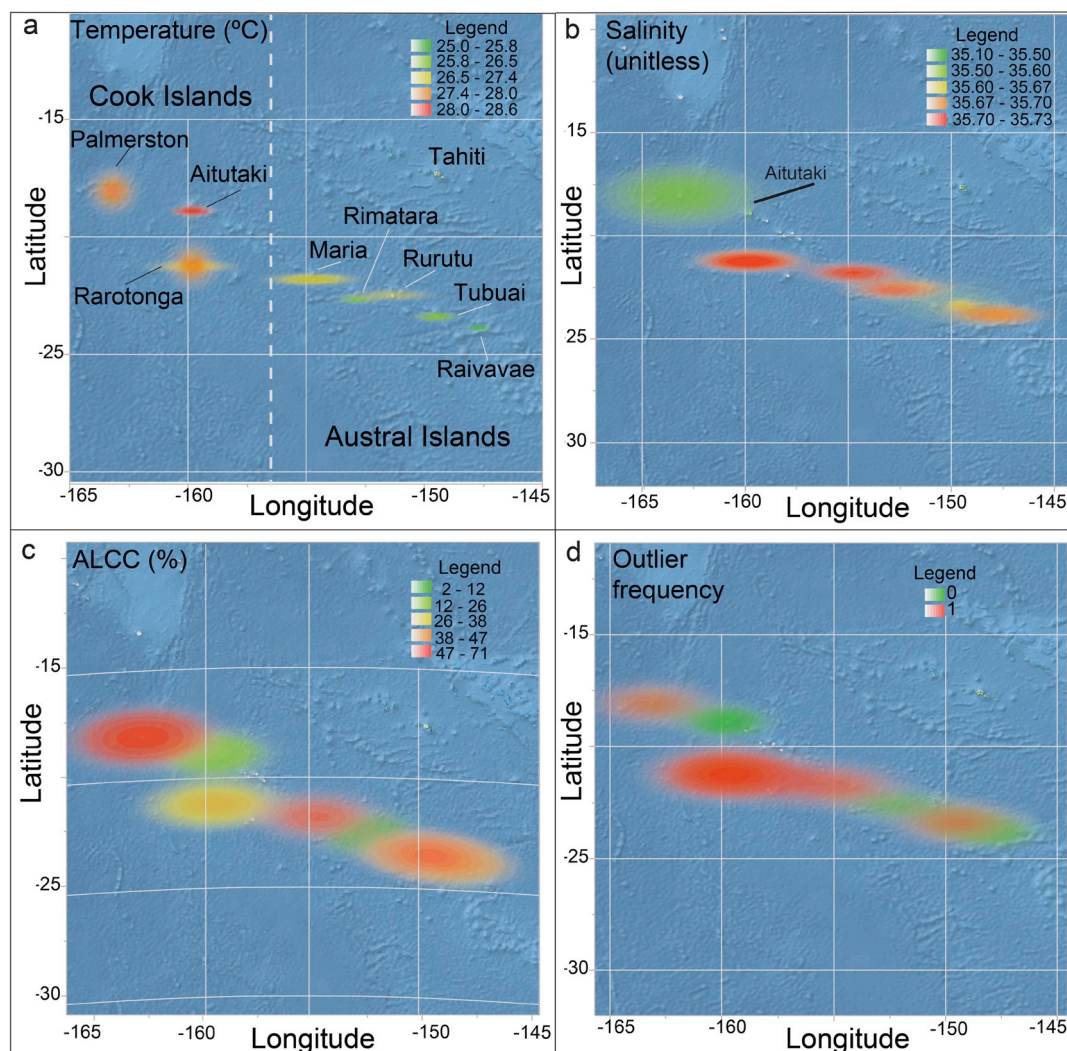 a Temperature (ºC)
Legend
25.0 - 25.8
25.8 - 26.5
26.5 - 27.4
27.4 - 28.0
28.0 - 28.6
Cook Islands
-15
Palmerston
Aitutaki
Tahiti
Rimatara
Maria
Rurutu
Rarotonga
Tubuai
-25
Raivavae
Austral Islands
-30
Latitude
-165
-160
-150
-145
Longitude
b Salinity
(unitless)
Legend
35.10 - 35.50
35.50 - 35.60
35.60 - 35.67
35.67 - 35.70
35.70 - 35.73
-15
Aitutaki
Latitude
-25
30
-165
-160
-150
-145
Longitude
c ALCC (%)
Legend
2 - 12
12 - 26
26 - 38
38 - 47
47 - 71
-15
Latitude
-25
-30
-165
-160
-150
-145
Longitude
d Outlier
frequency
Legend
0
1
-15
Latitude
-25
-30
-165
-160
-150
-145
Longitude